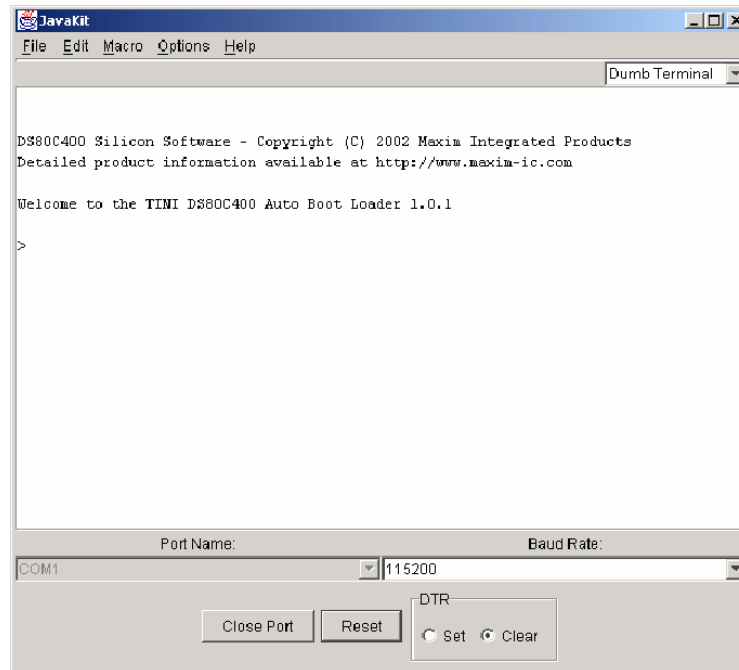 JavaKit
File Edit Macro Options Help
Dumb Terminal
DS80C400 Silicon Software - Copyright (C) 2002 Maxim Integrated Products
Detailed product information available at http://www.maxim-ic.com
Welcome to the TINI DS80C400 Auto Boot Loader 1.0.1
>
Port Name: Baud Rate:
COM1 115200
DTR
Close Port Reset Set Clear